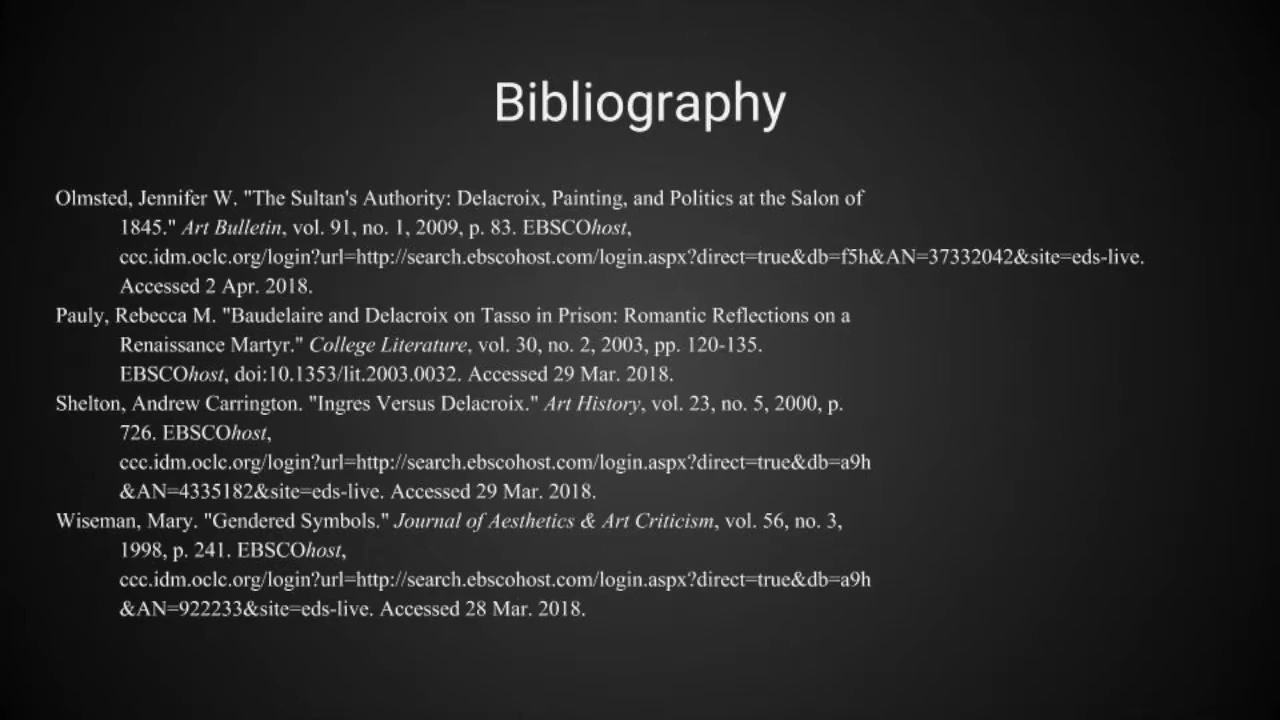 Bibliography
Olmsted, Jennifer W. "The Sultan's Authority: Delacroix, Painting, and Politics at the Salon of
1845." Art Bulletin, vol. 91, no. 1, 2009, p. 83. EBSCOhost,
ccc.idm.oclc.org/login?url=http://search.ebscohost.com/login.aspx?direct=true&db=f5h&AN=37332042&site=eds-live.
Accessed 2 Apr. 2018.
Pauly, Rebecca M. "Baudelaire and Delacroix on Tasso in Prison: Romantic Reflections on a
Renaissance Martyr." College Literature, vol. 30, no. 2, 2003, pp. 120-135.
EBSCOhost, doi:10.1353/lit.2003.0032. Accessed 29 Mar. 2018.
Shelton, Andrew Carrington. "Ingres Versus Delacroix." Art History, vol. 23, no. 5, 2000, p.
726. EBSCOhost,
ccc.idm.oclc.org/login?url=http://search.ebscohost.com/login.aspx?direct=true&db=a9h
&AN=4335182&site=eds-live. Accessed 29 Mar. 2018.
Wiseman, Mary. "Gendered Symbols." Journal of Aesthetics & Art Criticism, vol. 56, no. 3,
1998, p. 241. EBSCOhost,
ccc.idm.oclc.org/login?url=http://search.ebscohost.com/login.aspx?direct=true&db=a9h
&AN=922233&site=eds-live. Accessed 28 Mar. 2018.